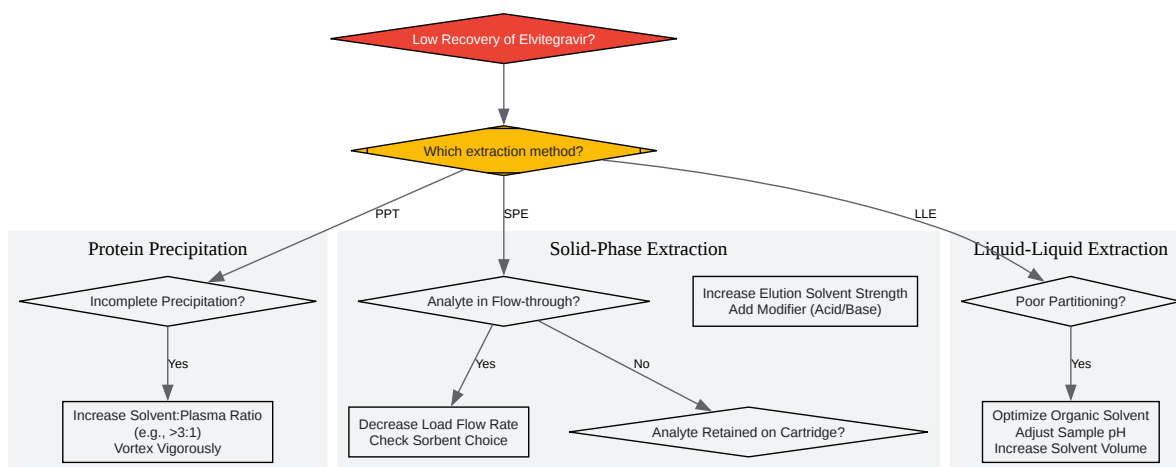 Low Recovery of Elvitegravir?
Which extraction method?
PPT
SPE
LLE
Protein Precipitation
Solid-Phase Extraction
Liquid-Liquid Extraction
Incomplete Precipitation?
Analyte in Flow-through?
Increase Elution Solvent Strength
Add Modifier (Acid/Base)
Poor Partitioning?
Yes
Yes
No
Yes
Increase Solvent:Plasma Ratio
(e.g., >3:1)
Vortex Vigorously
Decrease Load Flow Rate
Check Sorbent Choice
Analyte Retained on Cartridge?
Optimize Organic Solvent
Adjust Sample pH
Increase Solvent Volume